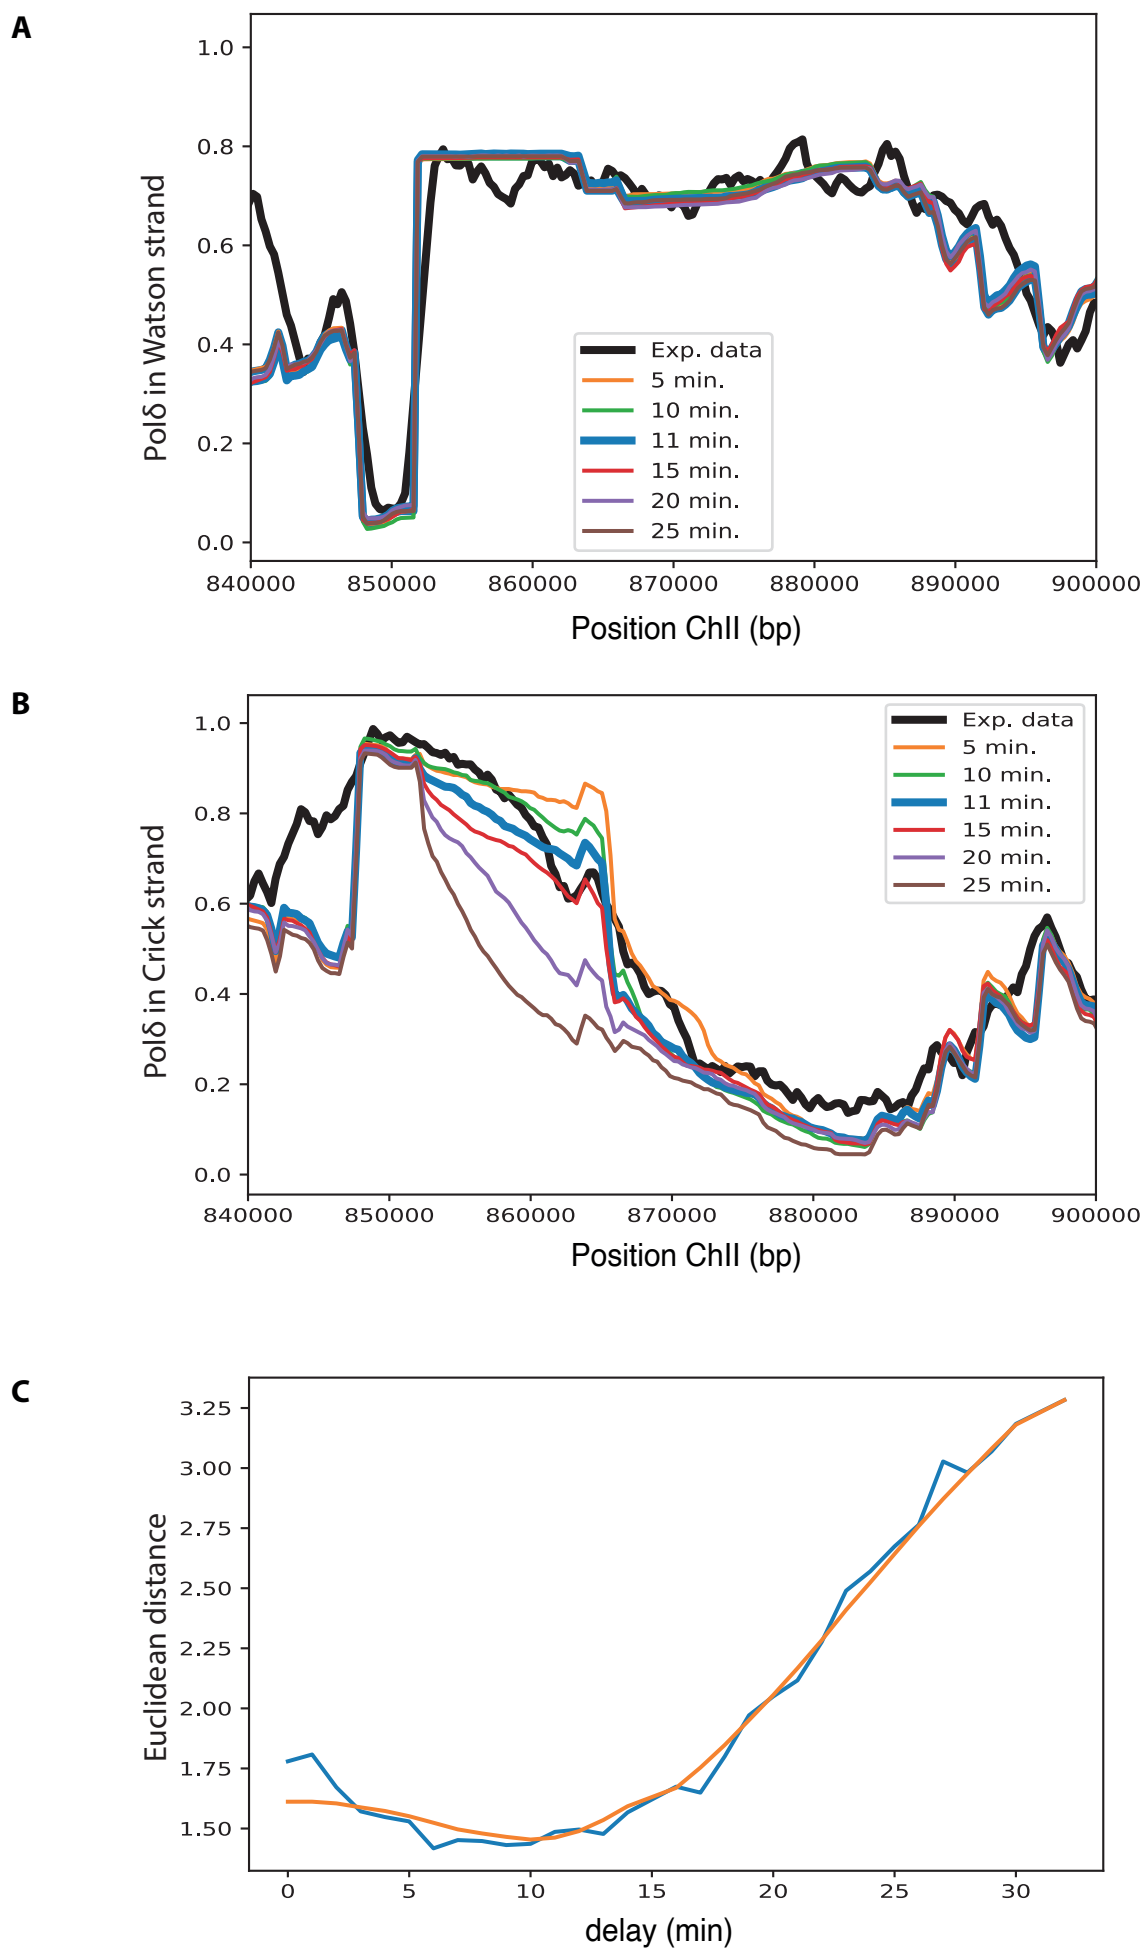 A
Polδ in Watson strand
1.0
0.8
0.6
0.4
0.2
0.0
Exp. data
5 min.
10 min.
11 min.
15 min.
20 min.
25 min.
840000 850000 860000 870000 880000 890000 900000
Position ChII (bp)
B
Polδ in Crick strand
1.0
0.8
0.6
0.4
0.2
0.0
Exp. data
5 min.
10 min.
11 min.
15 min.
20 min.
25 min.
840000 850000 860000 870000 880000 890000 900000
Position ChII (bp)
C
Euclidean distance
3.25
3.00
2.75
2.50
2.25
2.00
1.75
1.50
0 5 10 15 20 25 30
delay (min)